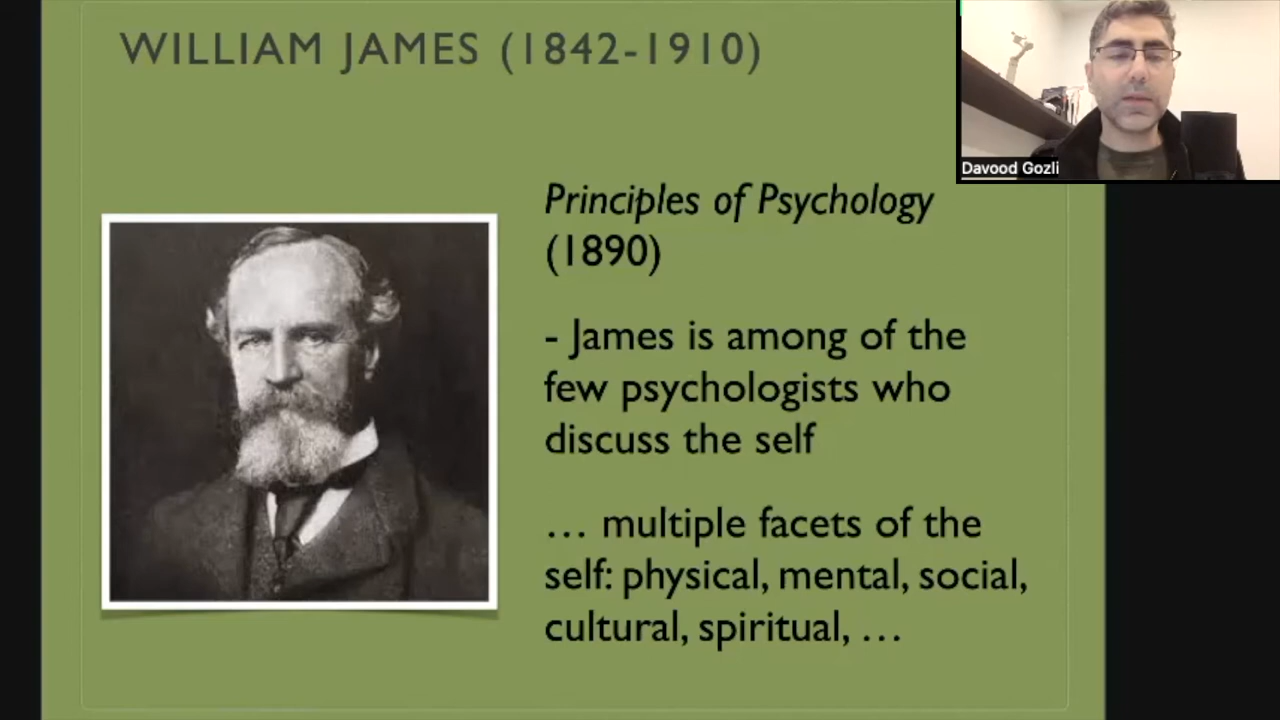 WILLIAM JAMES (1842-1910)
Davood Gozli
Principles of Psychology
(1890)
- James is among of the
few psychologists who
discuss the self
… multiple facets of the
self: physical, mental, social,
cultural, spiritual, …